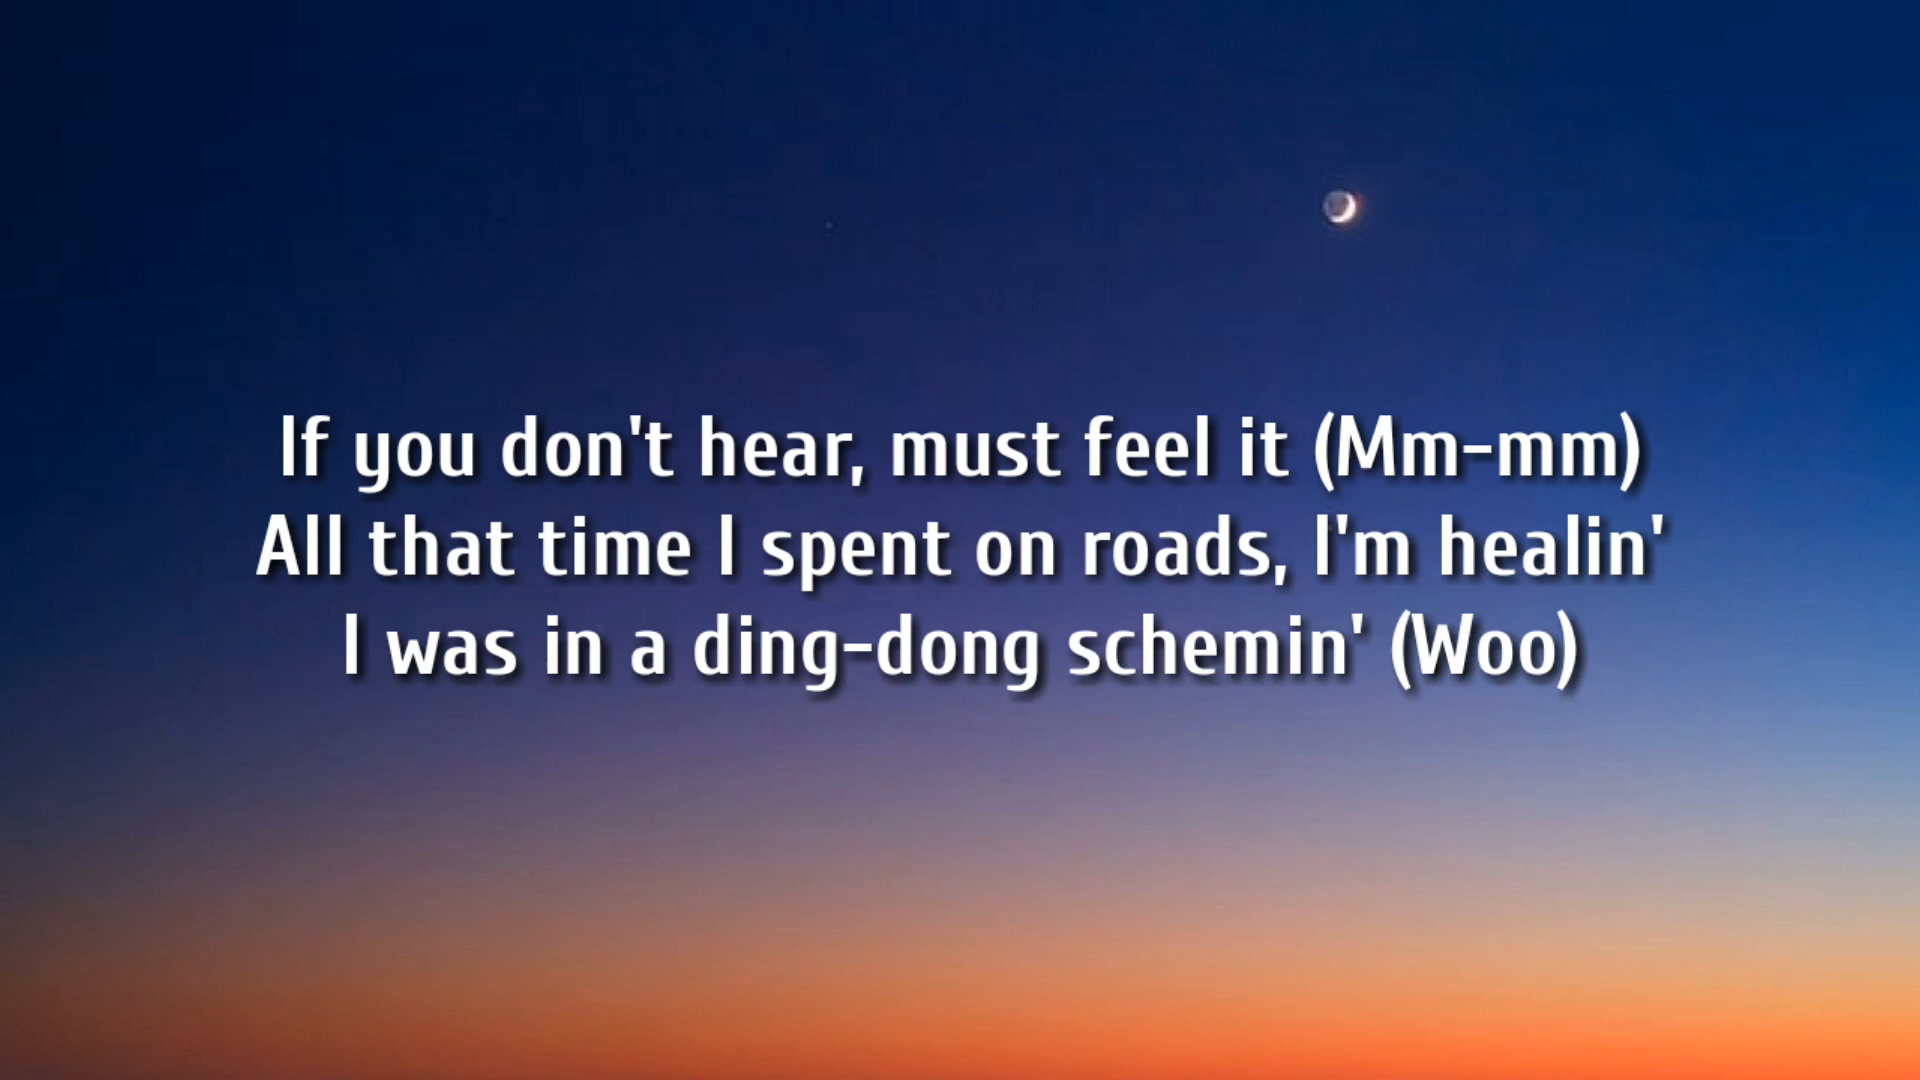 If you don't hear, must feel it (Mm-mm)
All that time I spent on roads, I'm healin'
I was in a ding-dong schemin' (Woo)